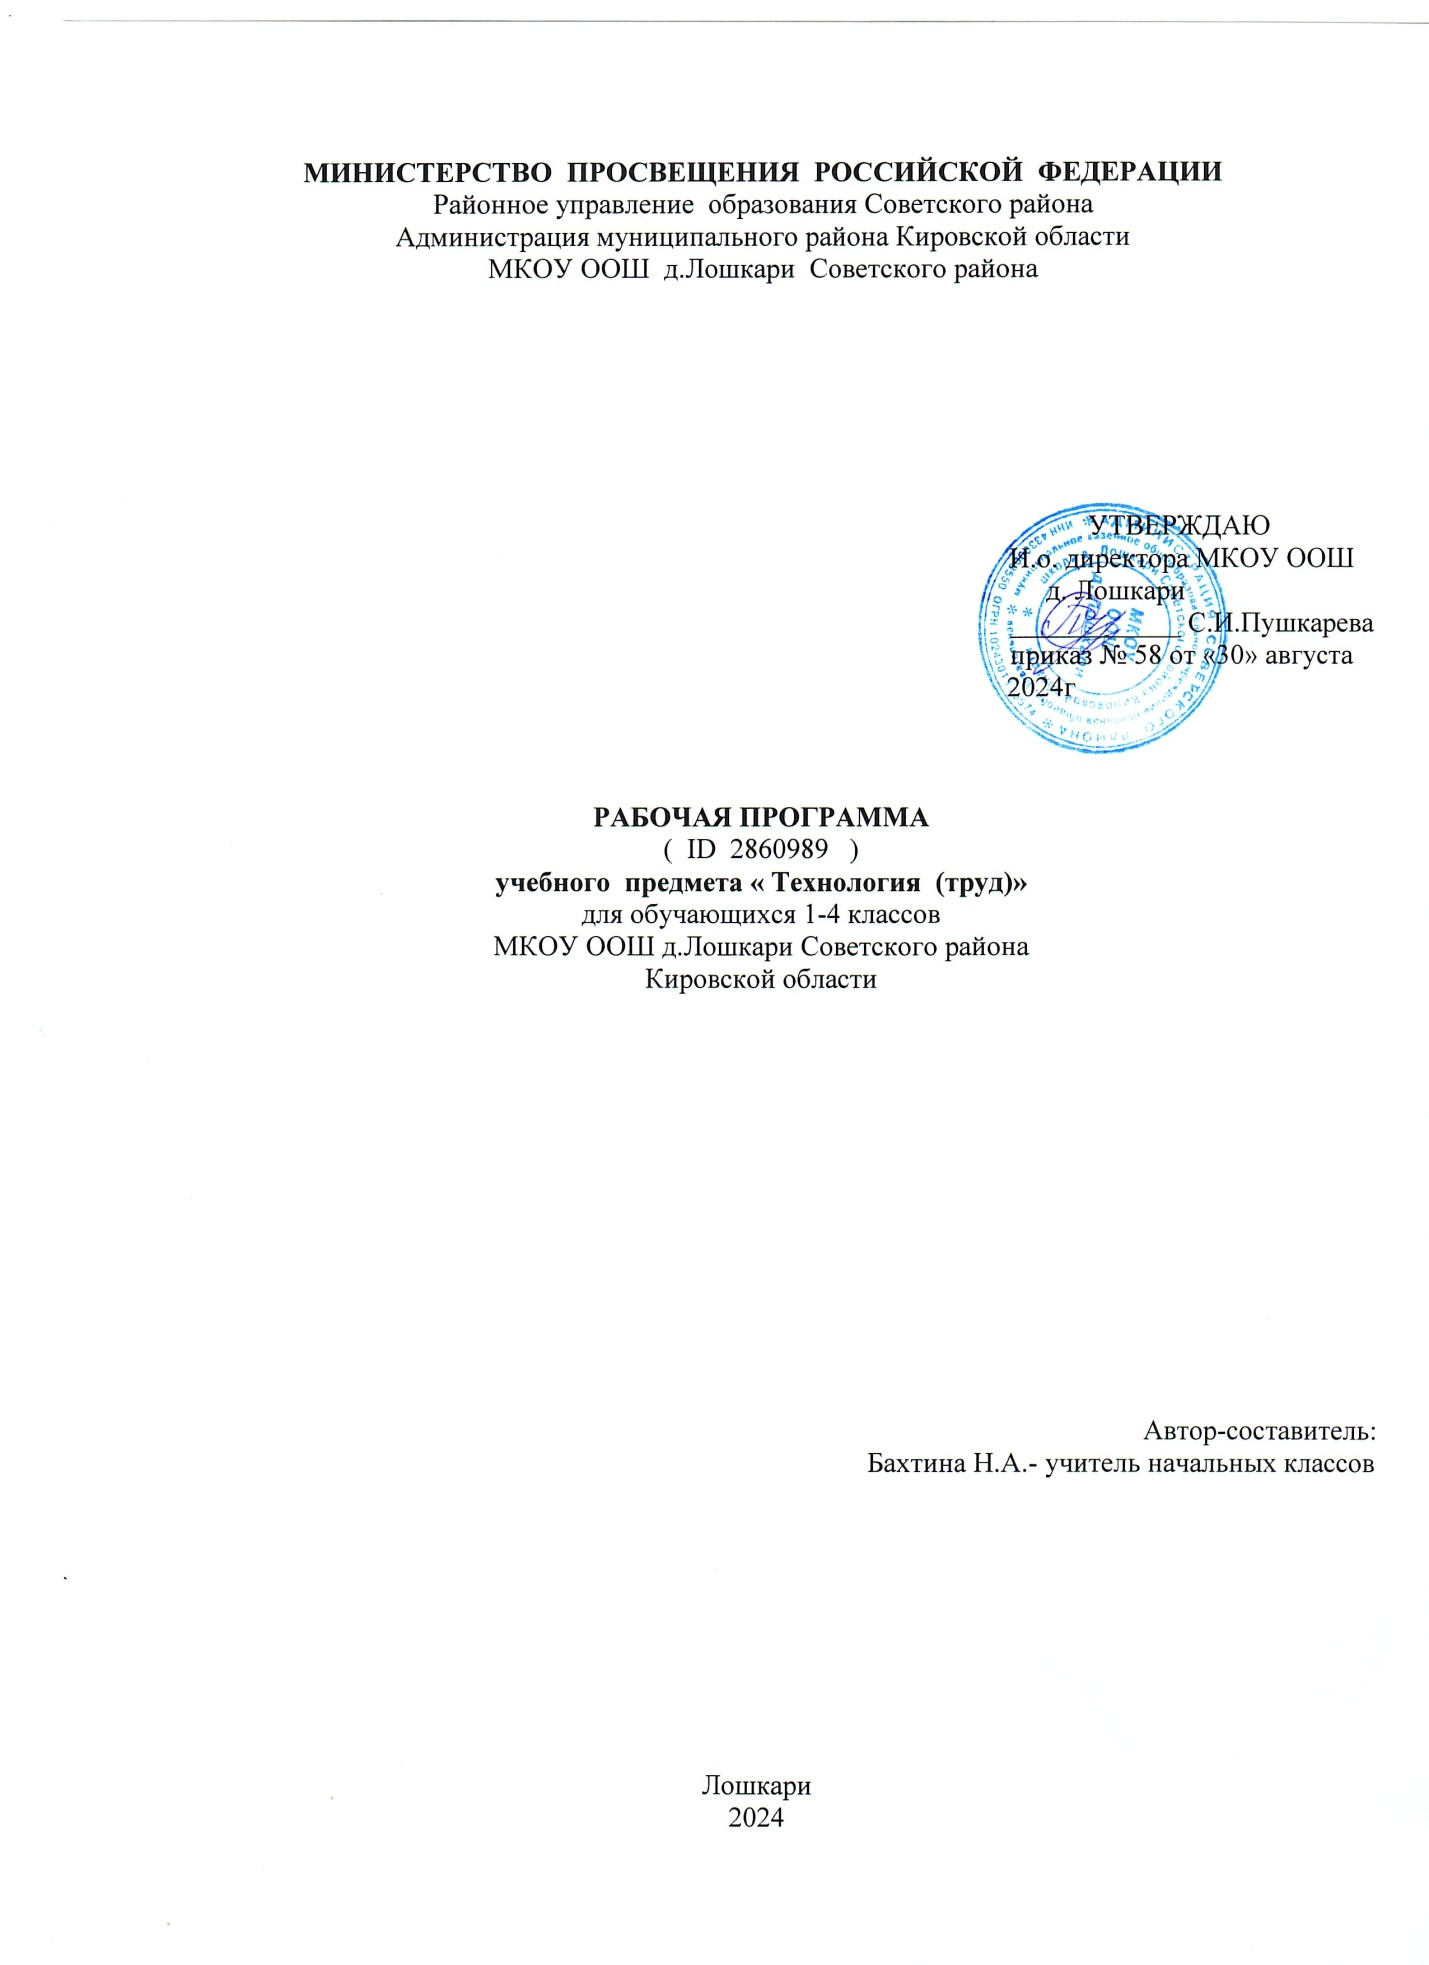 МИНИСТЕРСТВО ПРОСВЕЩЕНИЯ РОССИЙСКОЙ ФЕДЕРАЦИИ
Районное управление образования Советского района
Администрация муниципального района Кировской области
МКОУ ООШ д.Лошкари Советского района
УТВЕРЖДАЮ
И.о. директора МКОУ ООШ
д. Лошкари
____________ С.И.Пушкарева
приказ № 58 от «30» августа
2024г
РАБОЧАЯ ПРОГРАММА
( ID 2860989 )
учебного предмета « Технология (труд)»
для обучающихся 1-4 классов
МКОУ ООШ д.Лошкари Советского района
Кировской области
Автор-составитель:
Бахтина Н.А.- учитель начальных классов
Лошкари
2024